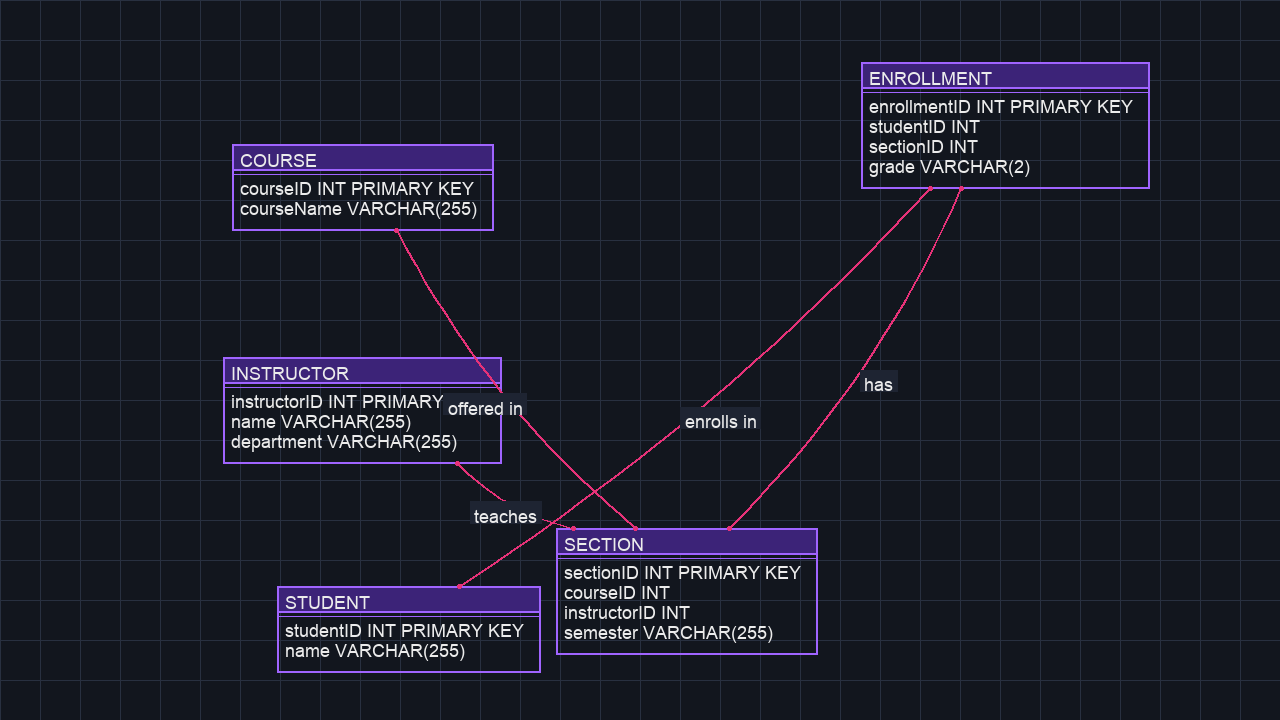 ENROLLMENT
enrollmentID INT PRIMARY KEY
studentID INT
sectionID INT
grade VARCHAR(2)
COURSE
courseID INT PRIMARY KEY
courseName VARCHAR(255)
INSTRUCTOR
instructorID INT PRIMARY
name VARCHAR(255)
department VARCHAR(255)
offered in
enrolls in
has
teaches
SECTION
sectionID INT PRIMARY KEY
courseID INT
instructorID INT
semester VARCHAR(255)
STUDENT
studentID INT PRIMARY KEY
name VARCHAR(255)